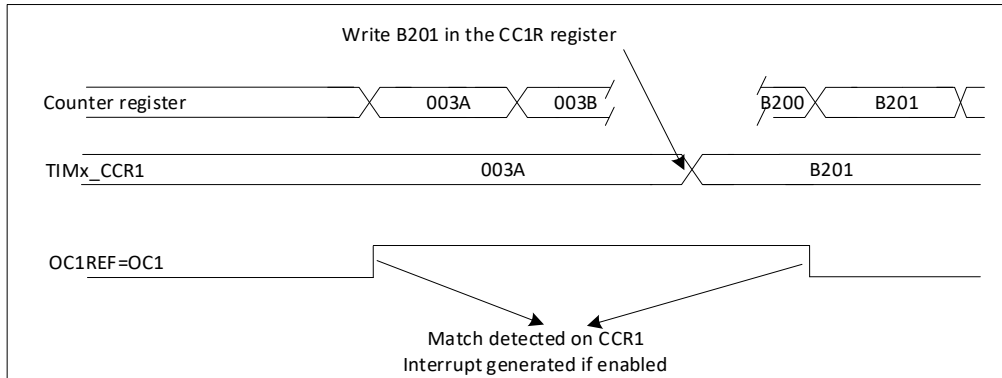 Write B201 in the CC1R register
Counter register 003A 003B B200 B201
TIMx_CCR1 003A B201
OC1REF=OC1
Match detected on CCR1
Interrupt generated if enabled